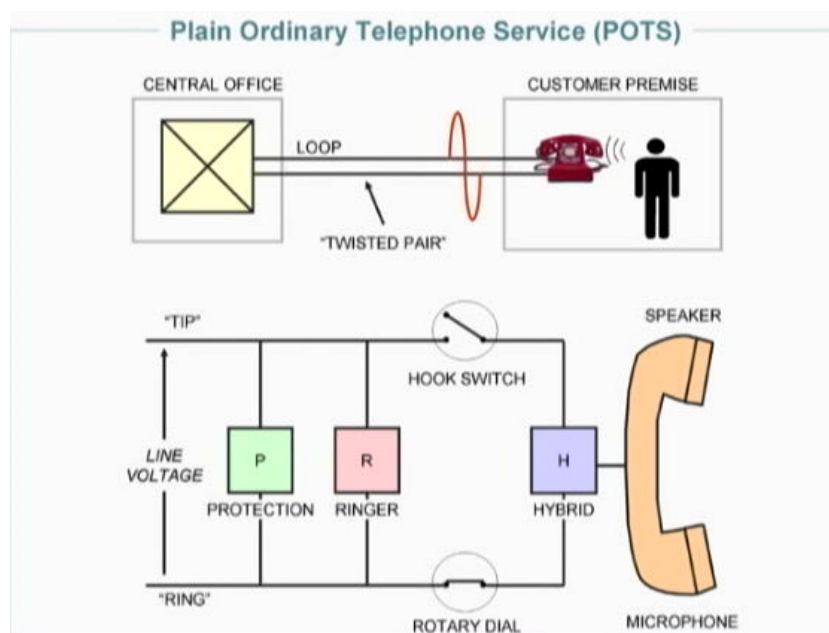 Plain Ordinary Telephone Service (POTS)
CENTRAL OFFICE
CUSTOMER PREMISE
LOOP
"TWISTED PAIR"
"TIP"
SPEAKER
HOOK SWITCH
LINE
VOLTAGE
P
R
H
PROTECTION
RINGER
HYBRID
"RING"
ROTARY DIAL
MICROPHONE